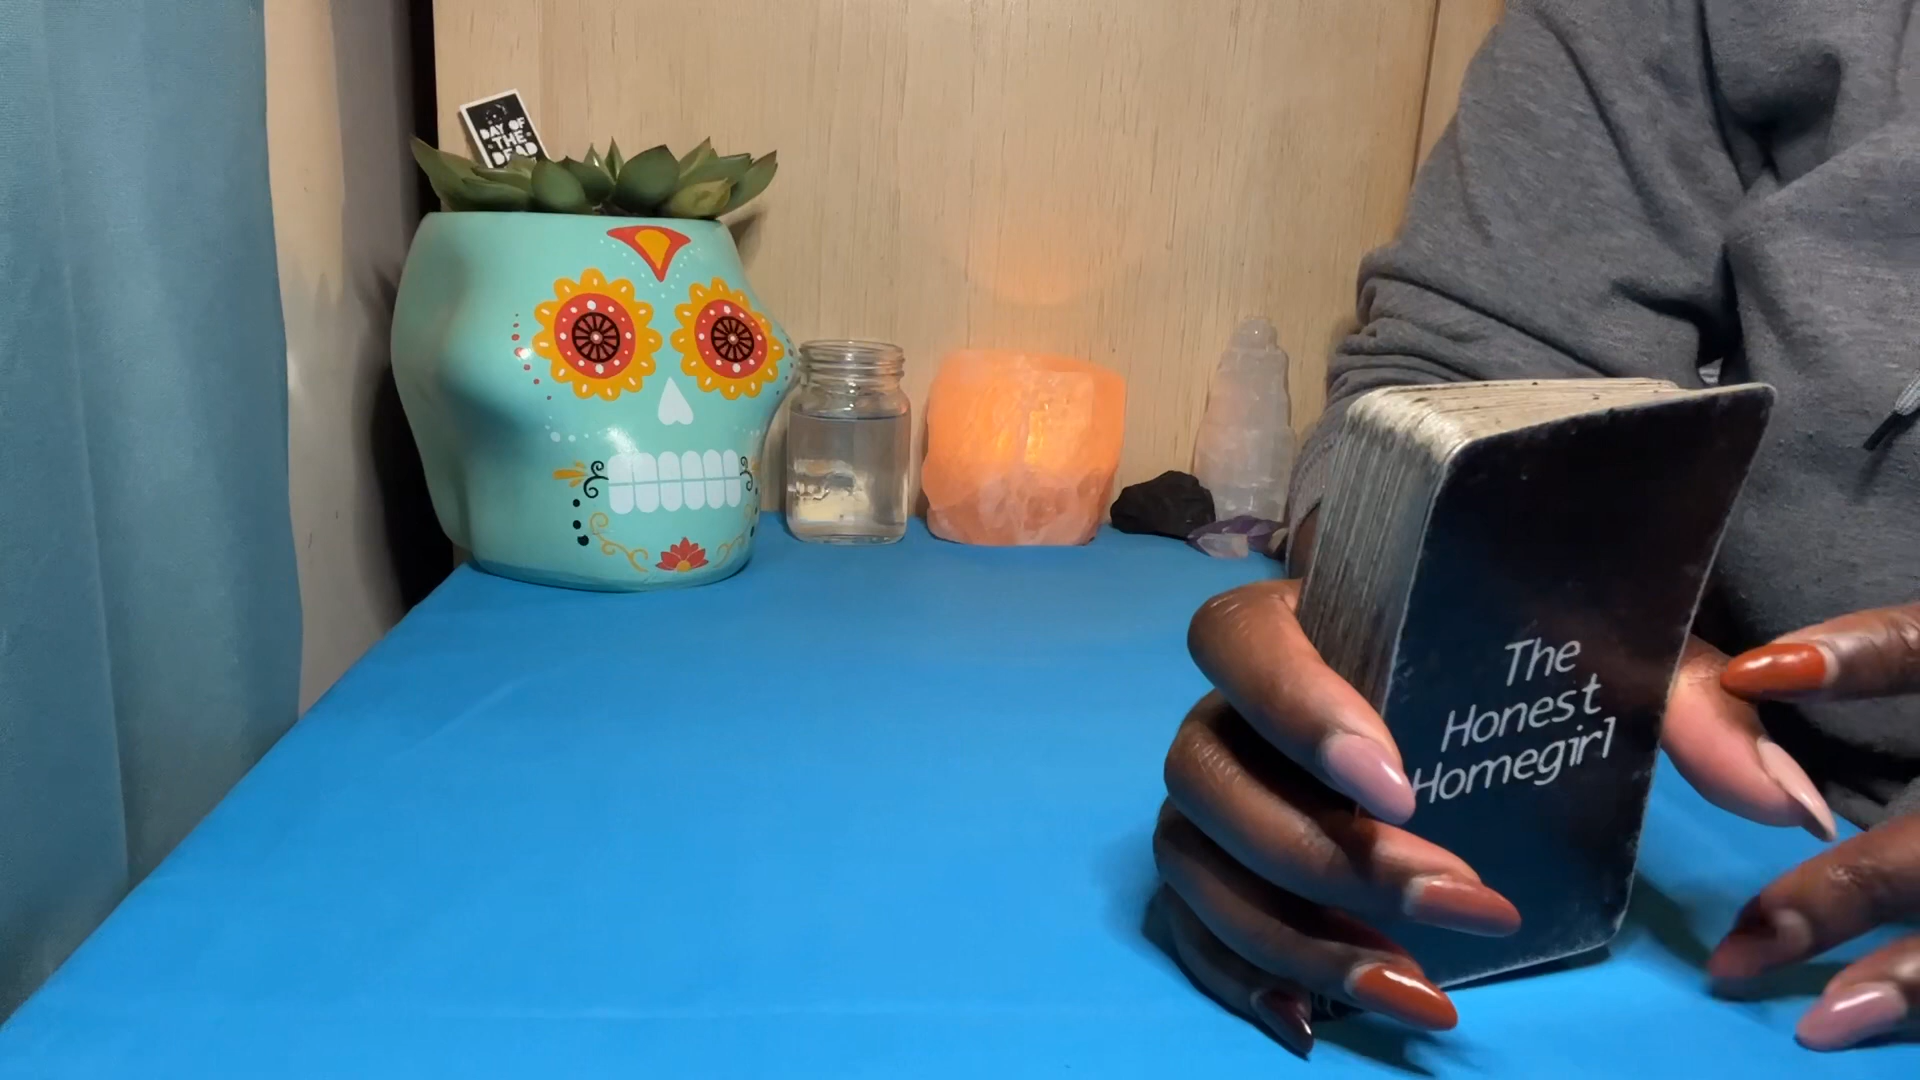 DAY OF
THE
DEAD
The
Honest
Homegirl